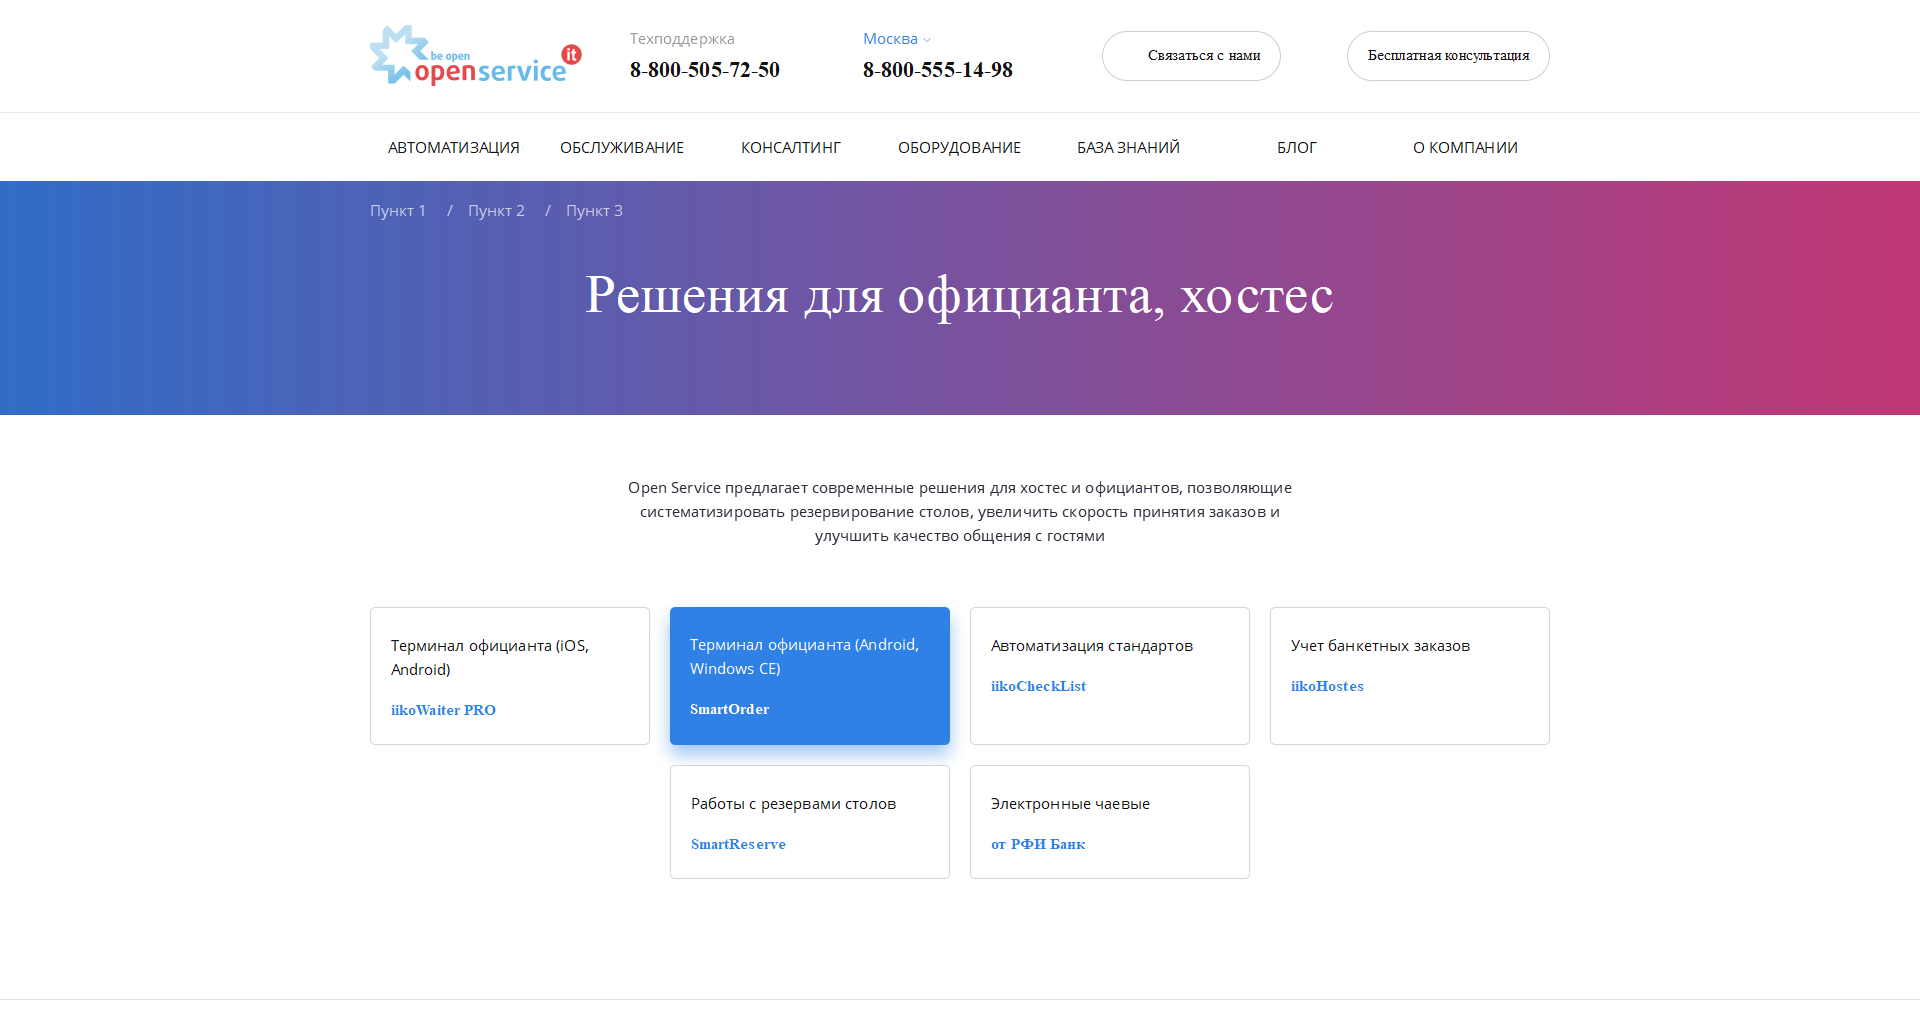 be open
openservice
it
Техподдержка
8-800-505-72-50
Москва
8-800-555-14-98
Связаться с нами
Бесплатная консультация
АВТОМАТИЗАЦИЯ
ОБСЛУЖИВАНИЕ
КОНСАЛТИНГ
ОБОРУДОВАНИЕ
БАЗА ЗНАНИЙ
БЛОГ
О КОМПАНИИ
Пункт 1 / Пункт 2 / Пункт 3
Решения для официанта, хостес
Open Service предлагает современные решения для хостес и официантов, позволяющие
систематизировать резервирование столов, увеличить скорость принятия заказов и
улучшить качество общения с гостями
Терминал официанта (iOS,
Android)
iikoWaiter PRO
Терминал официанта (Android,
Windows CE)
SmartOrder
Автоматизация стандартов
iikoCheckList
Учет банкетных заказов
iikoHostes
Работы с резервами столов
SmartReserve
Электронные чаевые
от РФИ Банк